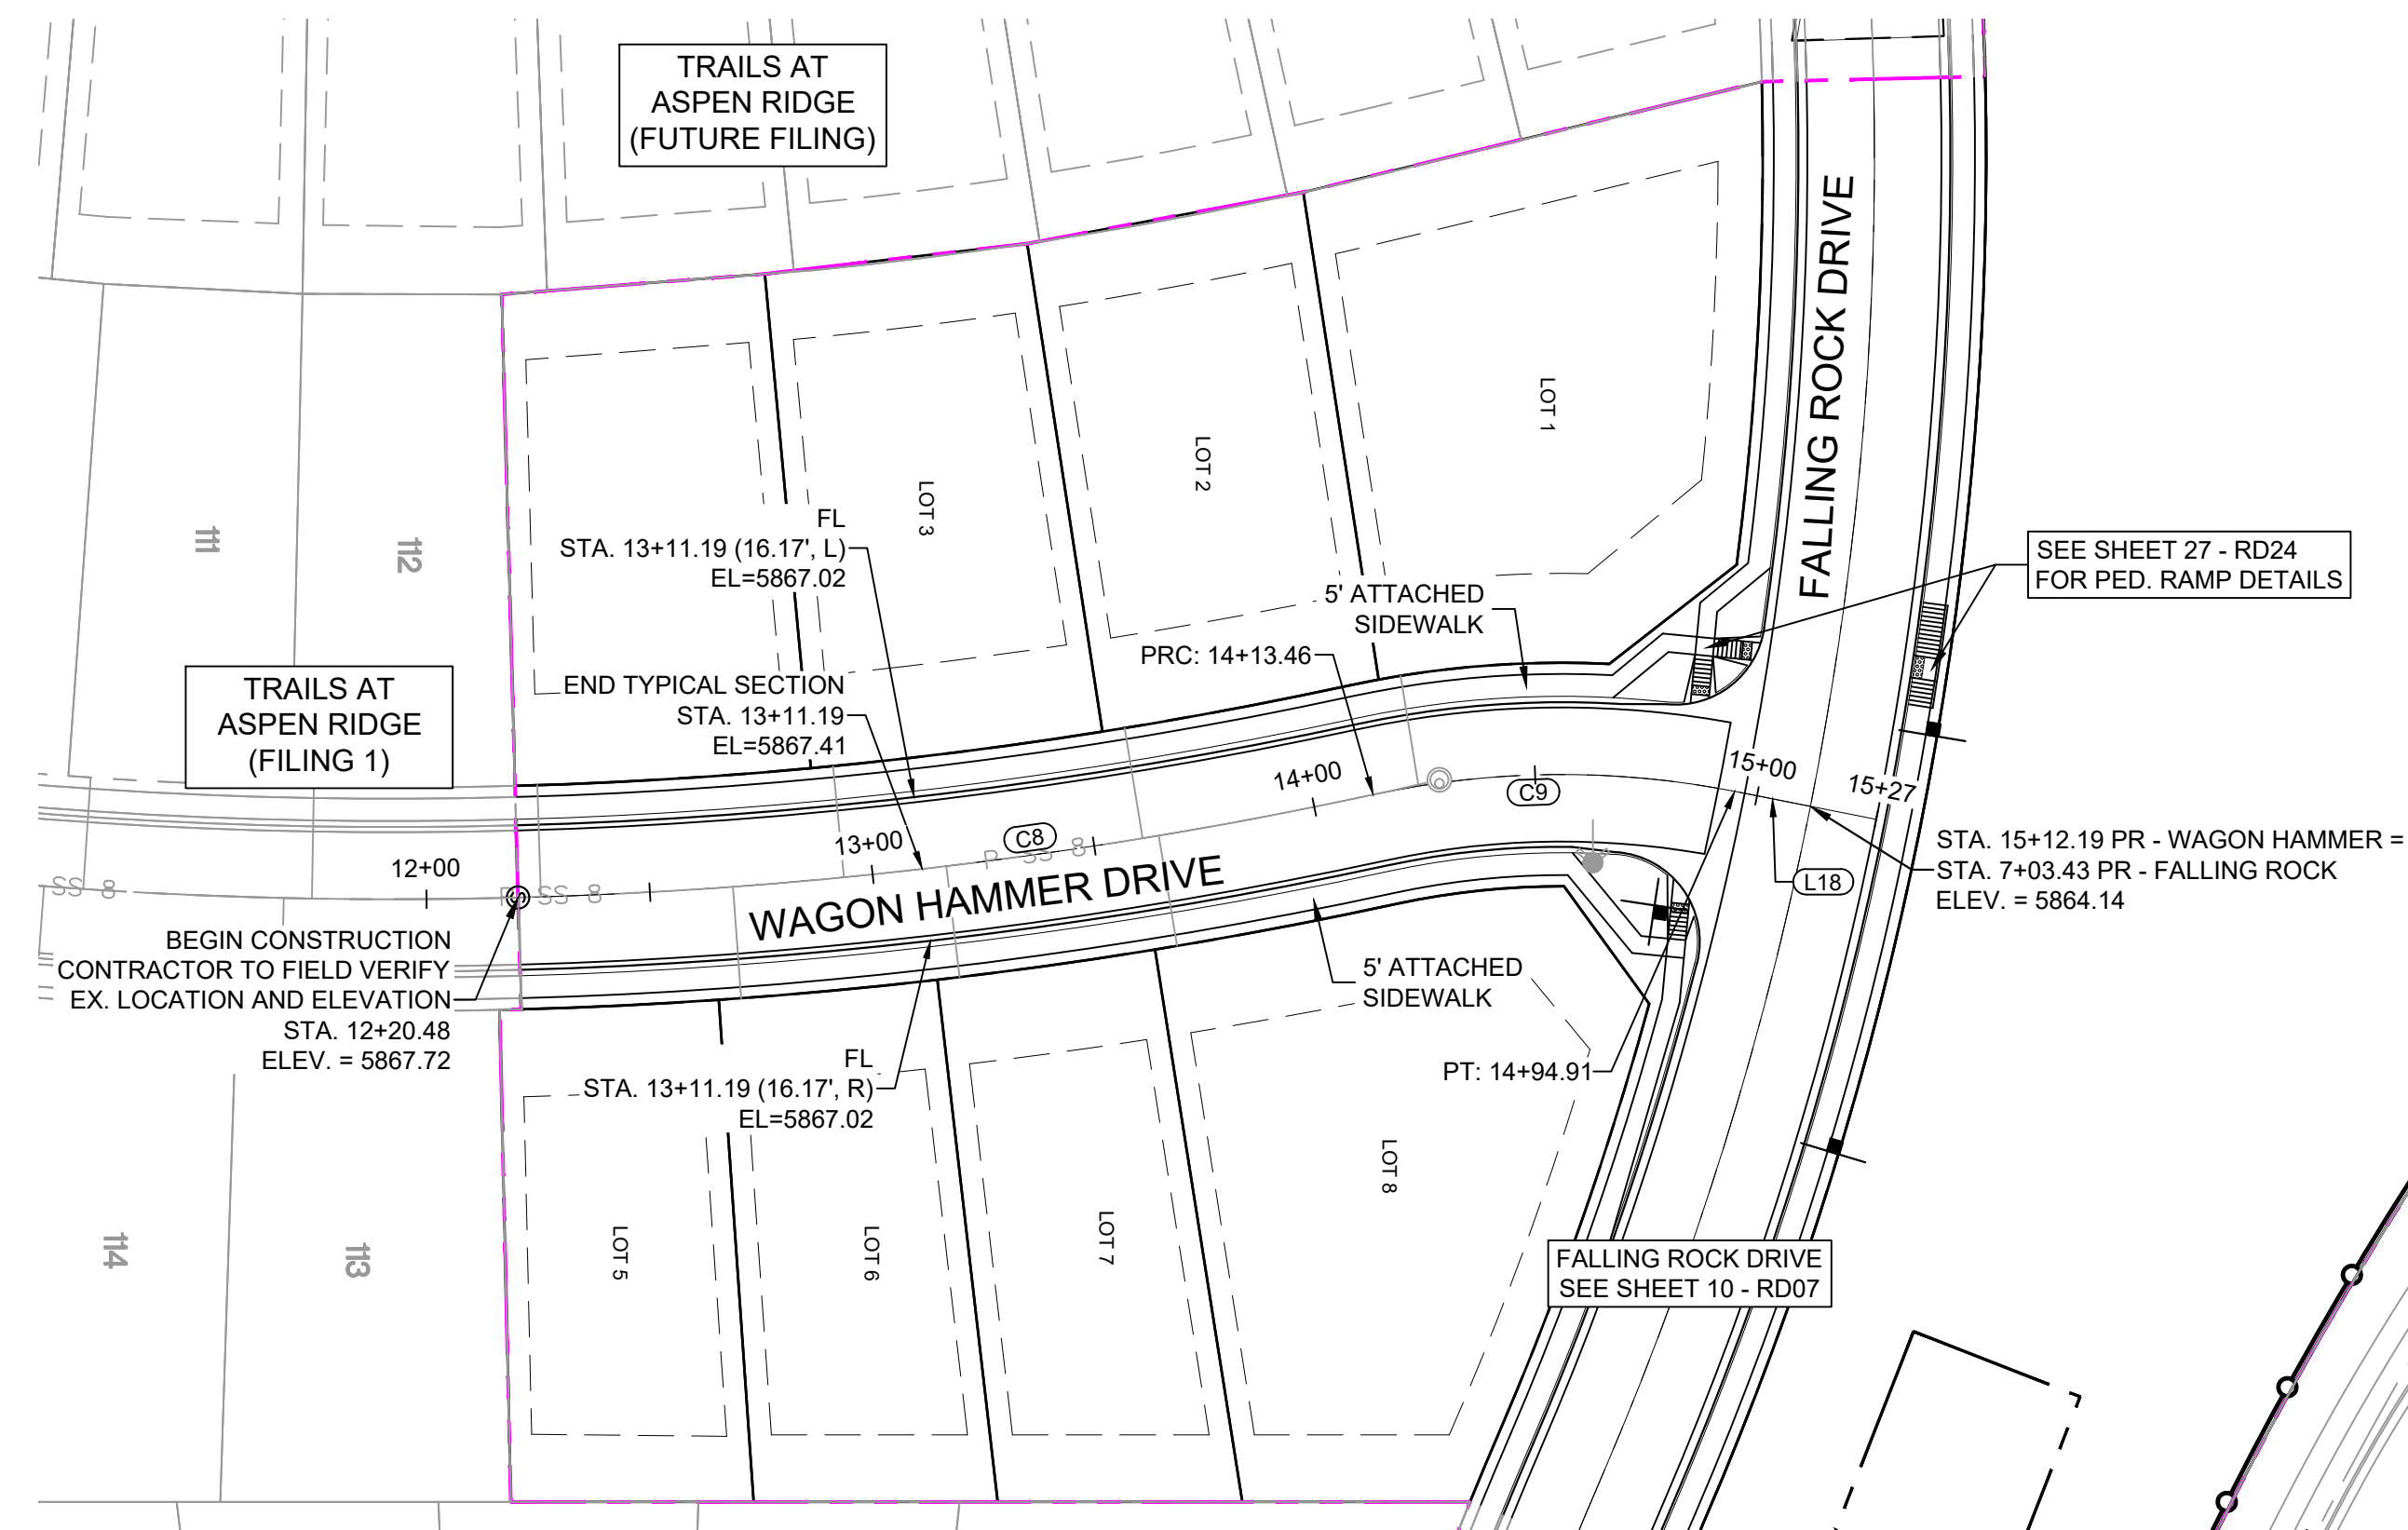 TRAILS AT
ASPEN RIDGE
(FUTURE FILING)
FALLING ROCK DRIVE
LOT 1
LOT 2
LOT 3
111
112
FL
STA. 13+11.19 (16.17', L)
EL=5867.02
SEE SHEET 27 - RD24
FOR PED. RAMP DETAILS
5' ATTACHED
SIDEWALK
PRC: 14+13.46
TRAILS AT
ASPEN RIDGE
(FILING 1)
END TYPICAL SECTION
STA. 13+11.19
EL=5867.41
12+00
13+00
14+00
15+00
15+27
C8
C9
L18
SS 8
P SS 8
P SS 8
WAGON HAMMER DRIVE
STA. 15+12.19 PR - WAGON HAMMER =
STA. 7+03.43 PR - FALLING ROCK
ELEV. = 5864.14
BEGIN CONSTRUCTION
CONTRACTOR TO FIELD VERIFY
EX. LOCATION AND ELEVATION
STA. 12+20.48
ELEV. = 5867.72
5' ATTACHED
SIDEWALK
FL
STA. 13+11.19 (16.17', R)
EL=5867.02
PT: 14+94.91
114
113
LOT 5
LOT 6
LOT 7
LOT 8
FALLING ROCK DRIVE
SEE SHEET 10 - RD07